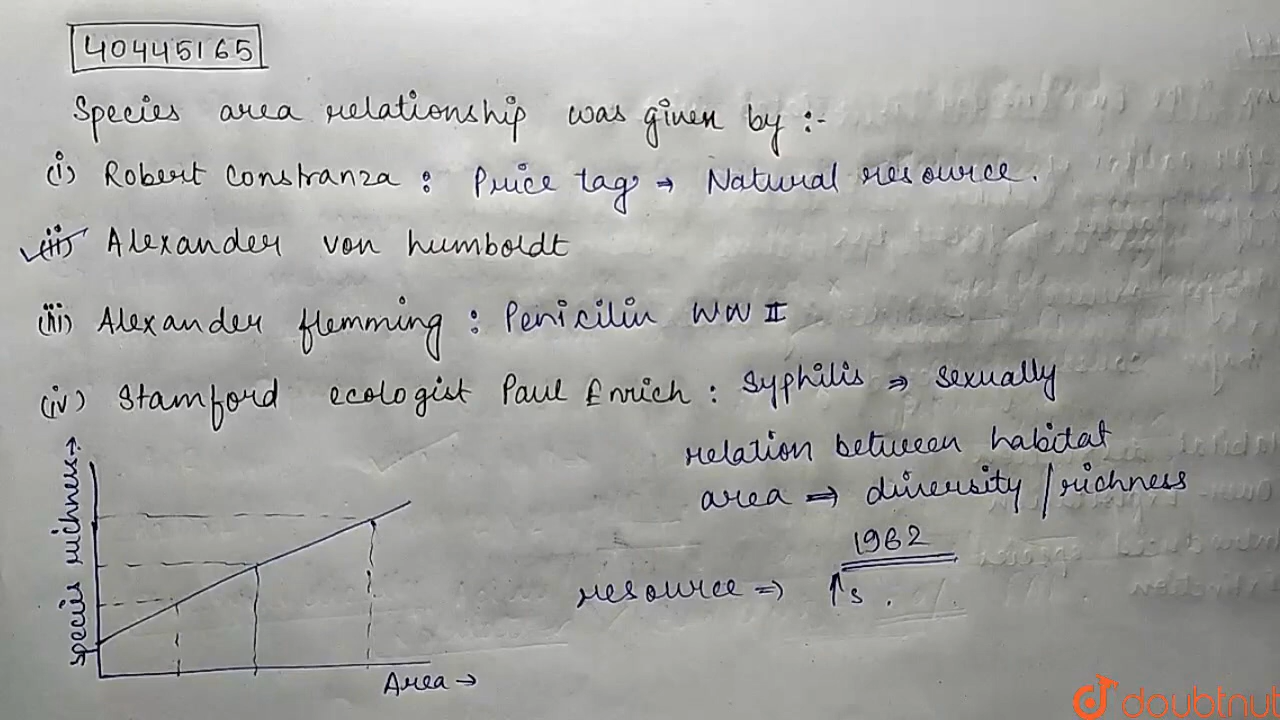 40445165
Species area relationship was given by :-
(i) Robert Constranza : Price tag → Natural resource.
(ii) Alexander von humboldt
(iii) Alexander flemming : Penicilin WW II
(iv) Stamford ecologist Paul Enrich : Syphilis ⇒ sexually
relation between habitat
area ⇒ diversity / richness
1962
resource ⇒ ↑s .
Species richness →
Area →
doubtnut